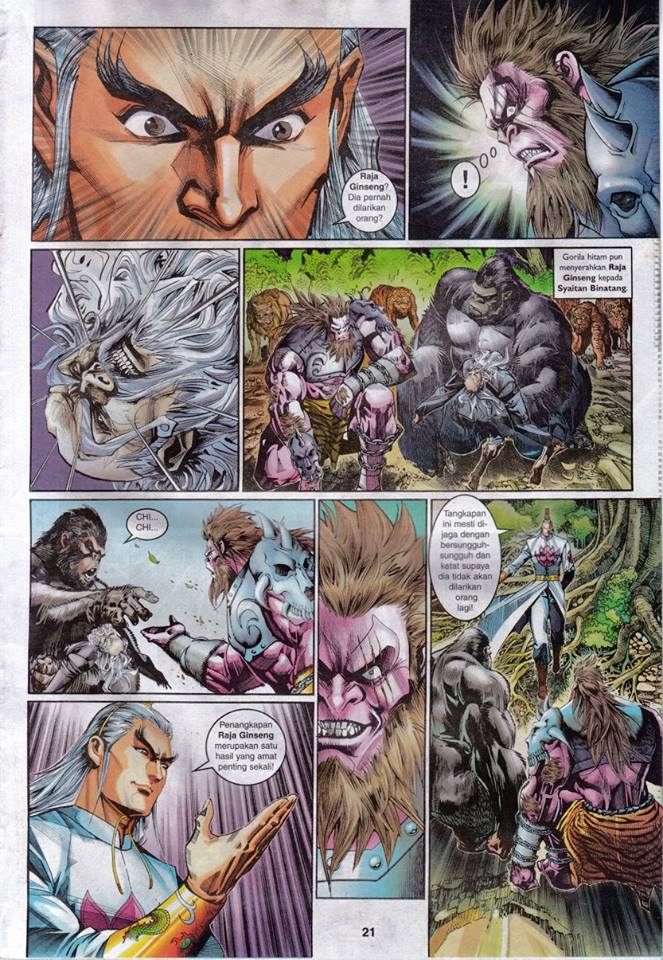 Raja
Ginseng?
Dia pernah
dilarikan
orang?
!
Gorila hitam pun
menyerahkan Raja
Ginseng kepada
Syaitan Binatang.
CHI...
CHI...
Tangkapan
ini mesti di-
jaga dengan
bersungguh-
sungguh dan
ketat supaya
dia tidak akan
dilarikan
orang
lagi!
Penangkapan
Raja Ginseng
merupakan satu
hasil yang amat
penting sekali!
21